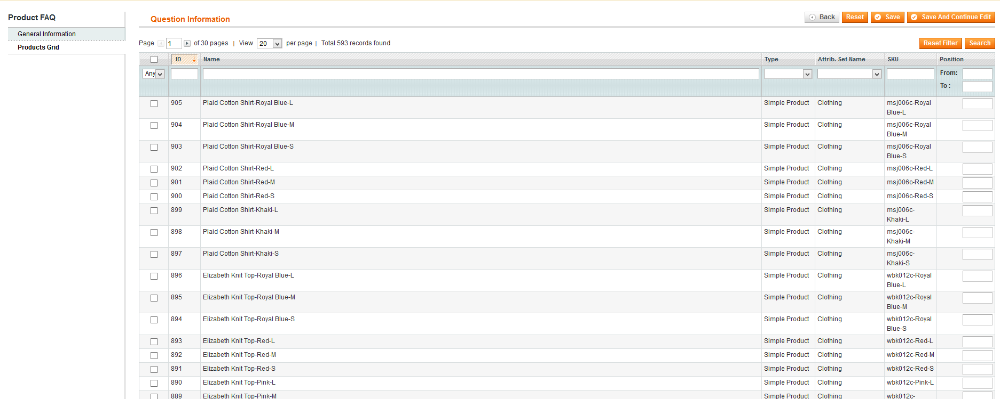 Product FAQ
General Information
Products Grid
Question Information
Back Reset Save Save And Continue Edit
Page 1 of 30 pages | View 20 per page | Total 593 records found
Reset Filter Search
ID Name Type Attrib. Set Name SKU Position
Any From:
To :
905 Plaid Cotton Shirt-Royal Blue-L Simple Product Clothing msj006c-Royal
Blue-L
904 Plaid Cotton Shirt-Royal Blue-M Simple Product Clothing msj006c-Royal
Blue-M
903 Plaid Cotton Shirt-Royal Blue-S Simple Product Clothing msj006c-Royal
Blue-S
902 Plaid Cotton Shirt-Red-L Simple Product Clothing msj006c-Red-L
901 Plaid Cotton Shirt-Red-M Simple Product Clothing msj006c-Red-M
900 Plaid Cotton Shirt-Red-S Simple Product Clothing msj006c-Red-S
899 Plaid Cotton Shirt-Khaki-L Simple Product Clothing msj006c-
Khaki-L
898 Plaid Cotton Shirt-Khaki-M Simple Product Clothing msj006c-
Khaki-M
897 Plaid Cotton Shirt-Khaki-S Simple Product Clothing msj006c-
Khaki-S
896 Elizabeth Knit Top-Royal Blue-L Simple Product Clothing wbk012c-Royal
Blue-L
895 Elizabeth Knit Top-Royal Blue-M Simple Product Clothing wbk012c-Royal
Blue-M
894 Elizabeth Knit Top-Royal Blue-S Simple Product Clothing wbk012c-Royal
Blue-S
893 Elizabeth Knit Top-Red-L Simple Product Clothing wbk012c-Red-L
892 Elizabeth Knit Top-Red-M Simple Product Clothing wbk012c-Red-M
891 Elizabeth Knit Top-Red-S Simple Product Clothing wbk012c-Red-S
890 Elizabeth Knit Top-Pink-L Simple Product Clothing wbk012c-Pink-L
889 Elizabeth Knit Top-Pink-M Simple Product Clothing wbk012c-